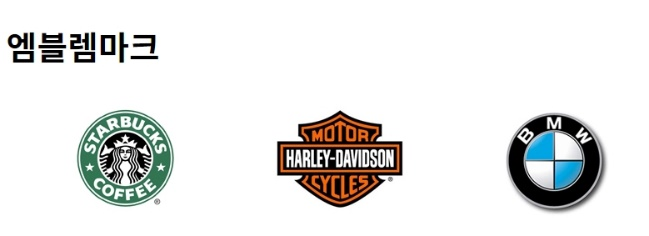 엠블렘마크
STARBUCKS
COFFEE
®
MOTOR
HARLEY-DAVIDSON
CYCLES
®
BMW